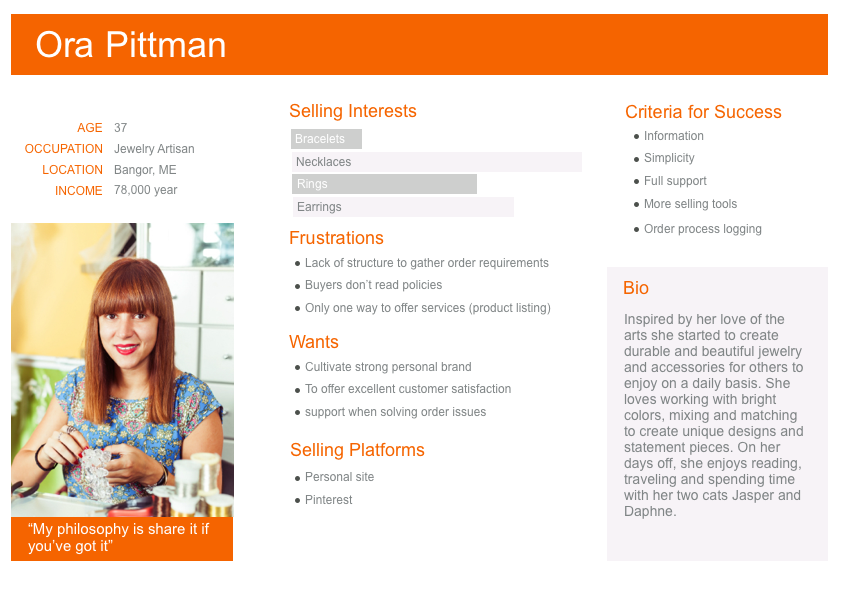 Ora Pittman
AGE 37
OCCUPATION Jewelry Artisan
LOCATION Bangor, ME
INCOME 78,000 year
“My philosophy is share it if
you’ve got it”
Selling Interests
Bracelets
Necklaces
Rings
Earrings
Frustrations
Lack of structure to gather order requirements
Buyers don’t read policies
Only one way to offer services (product listing)
Wants
Cultivate strong personal brand
To offer excellent customer satisfaction
support when solving order issues
Selling Platforms
Personal site
Pinterest
Criteria for Success
Information
Simplicity
Full support
More selling tools
Order process logging
Bio
Inspired by her love of the
arts she started to create
durable and beautiful jewelry
and accessories for others to
enjoy on a daily basis. She
loves working with bright
colors, mixing and matching
to create unique designs and
statement pieces. On her
days off, she enjoys reading,
traveling and spending time
with her two cats Jasper and
Daphne.